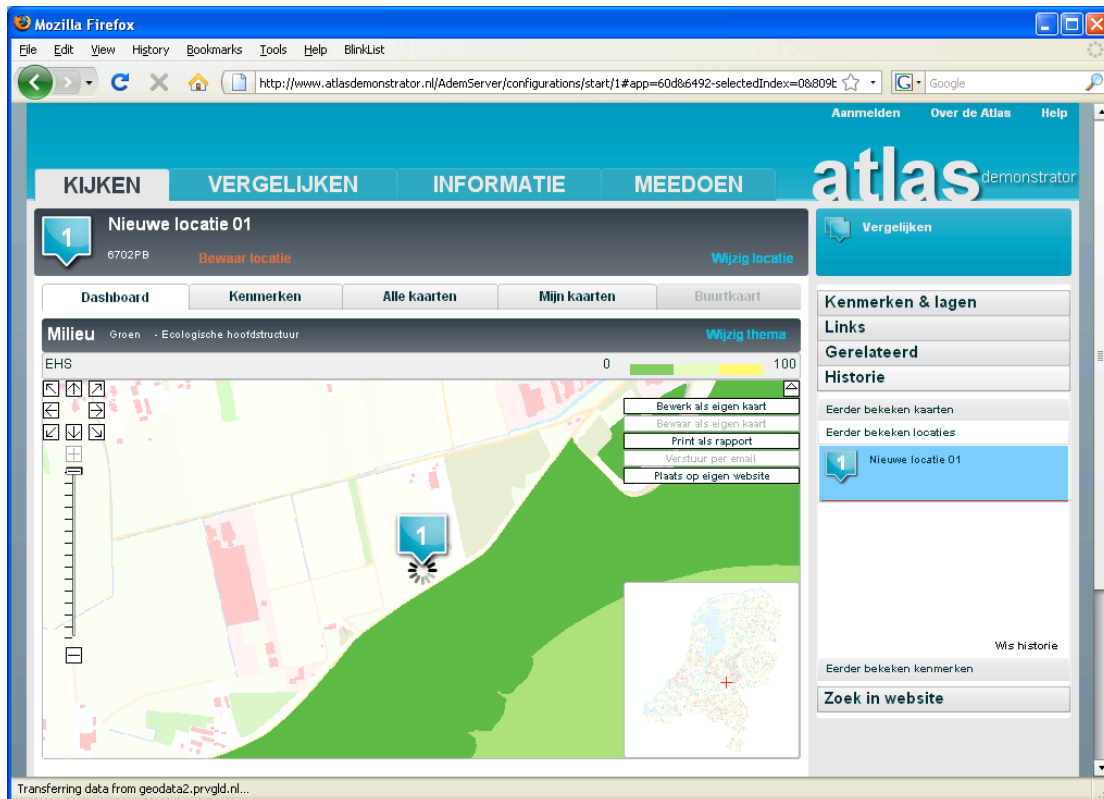 Mozilla Firefox
File Edit View History Bookmarks Tools Help BlinkList
http://www.atlasdemonstrator.nl/AdemServer/configurations/start/1#app=60d&6492-selectedIndex=0&809b
G Google
Aanmelden Over de Atlas Help
KIJKEN VERGELIJKEN INFORMATIE MEEDOEN
atlas demonstrator
1 Nieuwe locatie 01
6702PB Bewaar locatie Wijzig locatie
Vergelijken
Dashboard Kenmerken Alle kaarten Mijn kaarten Buurtkaart
Milieu Groen - Ecologische hoofdstructuur Wijzig thema
EHS 0 100
Bewerk als eigen kaart
Bewaar als eigen kaart
Print als rapport
Verstuur per email
Plaats op eigen website
1
Kenmerken & lagen
Links
Gerelateerd
Historie
Eerder bekeken kaarten
Eerder bekeken locaties
1 Nieuwe locatie 01
Wis historie
Eerder bekeken kenmerken
Zoek in website
Transferring data from geodata2.prvgld.nl...